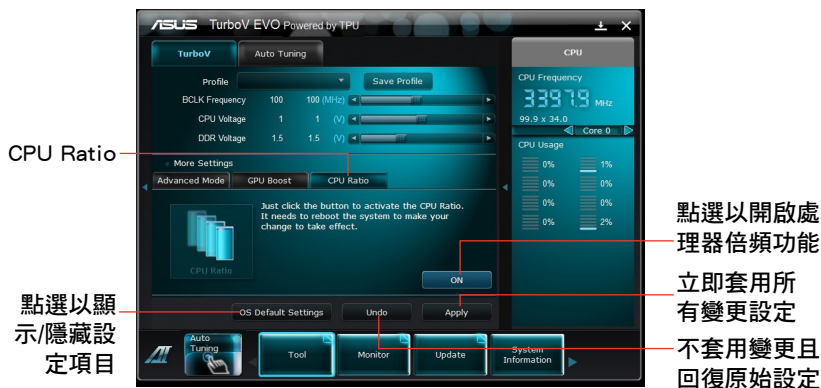 ASUS TurboV EVO Powered by TPU
TurboV
Auto Tuning
Profile
Save Profile
BCLK Frequency 100 100 (MHz)
CPU Voltage 1 1 (V)
DDR Voltage 1.5 1.5 (V)
More Settings
Advanced Mode
GPU Boost
CPU Ratio
Just click the button to activate the CPU Ratio.
It needs to reboot the system to make your
change to take effect.
CPU Ratio
ON
OS Default Settings
Undo
Apply
Auto
Tuning
Tool
Monitor
Update
System
Information
CPU
CPU Frequency
3397.9 MHz
99.9 x 34.0
Core 0
CPU Usage
0% 1%
0% 0%
0% 0%
0% 2%
CPU Ratio
點選以顯
示/隱藏設
定項目
點選以開啟處
理器倍頻功能
立即套用所
有變更設定
不套用變更且
回復原始設定